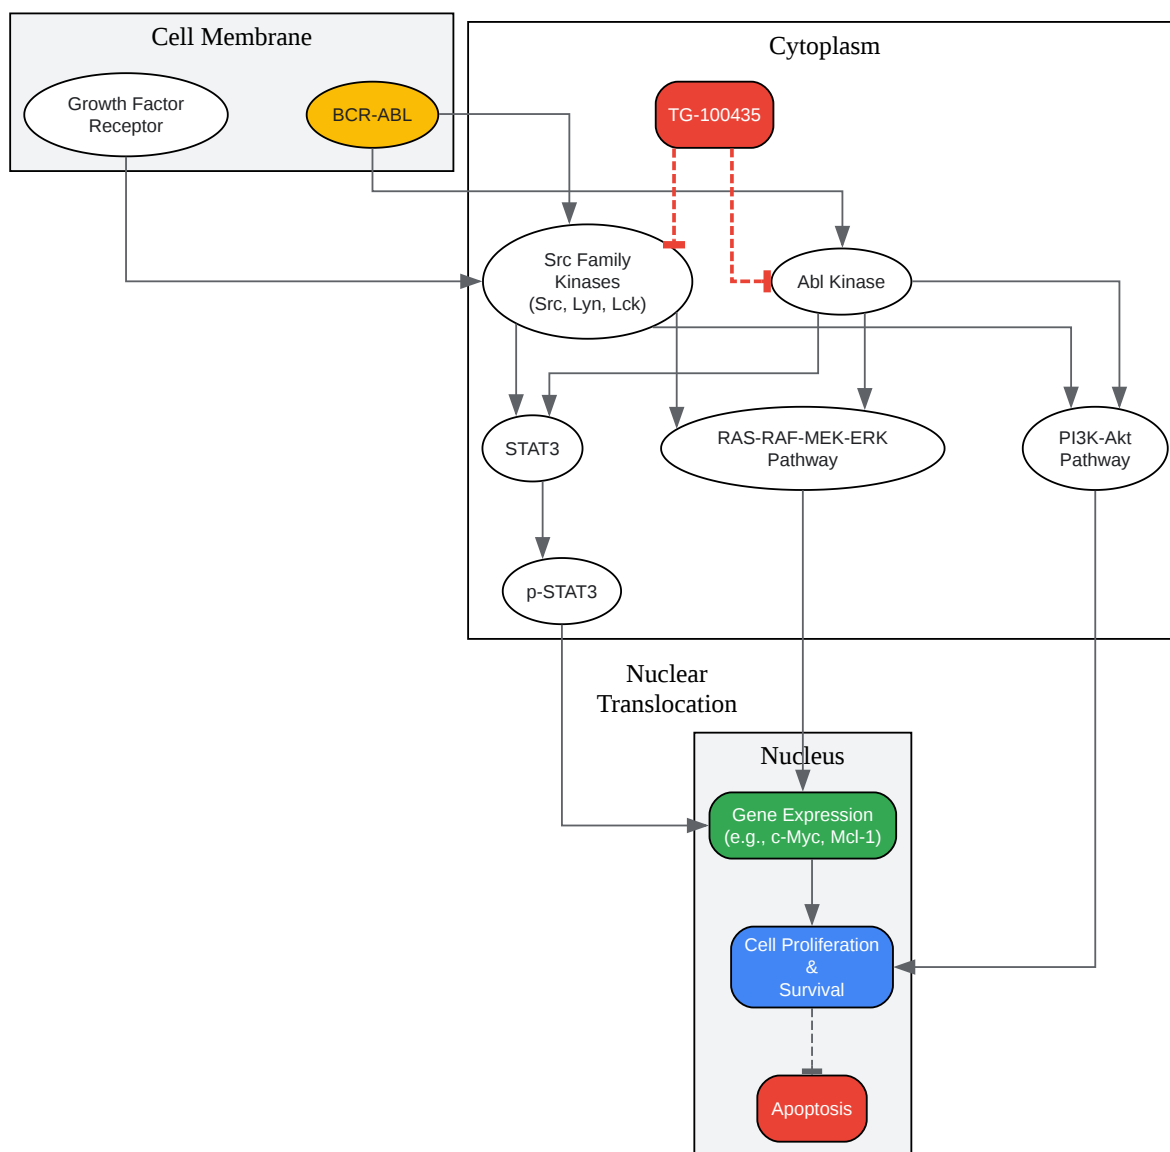 Cell Membrane
Cytoplasm
Growth Factor
Receptor
BCR-ABL
TG-100435
Src Family
Kinases
(Src, Lyn, Lck)
Abl Kinase
STAT3
RAS-RAF-MEK-ERK
Pathway
PI3K-Akt
Pathway
p-STAT3
Nuclear
Translocation
Nucleus
Gene Expression
(e.g., c-Myc, Mcl-1)
Cell Proliferation
&
Survival
Apoptosis